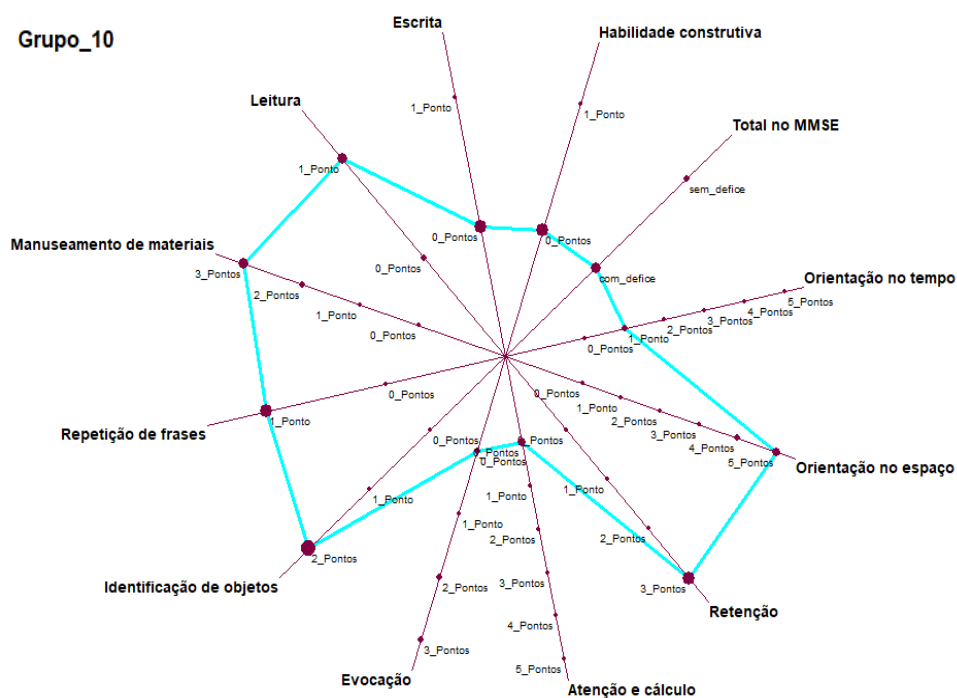 Grupo_10
Escrita
1_Ponto
0_Pontos
Habilidade construtiva
1_Ponto
0_Pontos
Total no MMSE
sem_defice
com_defice
Orientação no tempo
0_Pontos
1_Ponto
2_Pontos
3_Pontos
4_Pontos
5_Pontos
Orientação no espaço
0_Pontos
1_Ponto
2_Pontos
3_Pontos
4_Pontos
5_Pontos
Retenção
1_Ponto
2_Pontos
3_Pontos
Atenção e cálculo
0_Pontos
1_Ponto
2_Pontos
3_Pontos
4_Pontos
5_Pontos
Evocação
_Pontos
1_Ponto
2_Pontos
3_Pontos
Identificação de objetos
0_Pontos
1_Ponto
2_Pontos
Repetição de frases
0_Pontos
1_Ponto
Manuseamento de materiais
0_Pontos
1_Ponto
2_Pontos
3_Pontos
Leitura
0_Pontos
1_Ponto